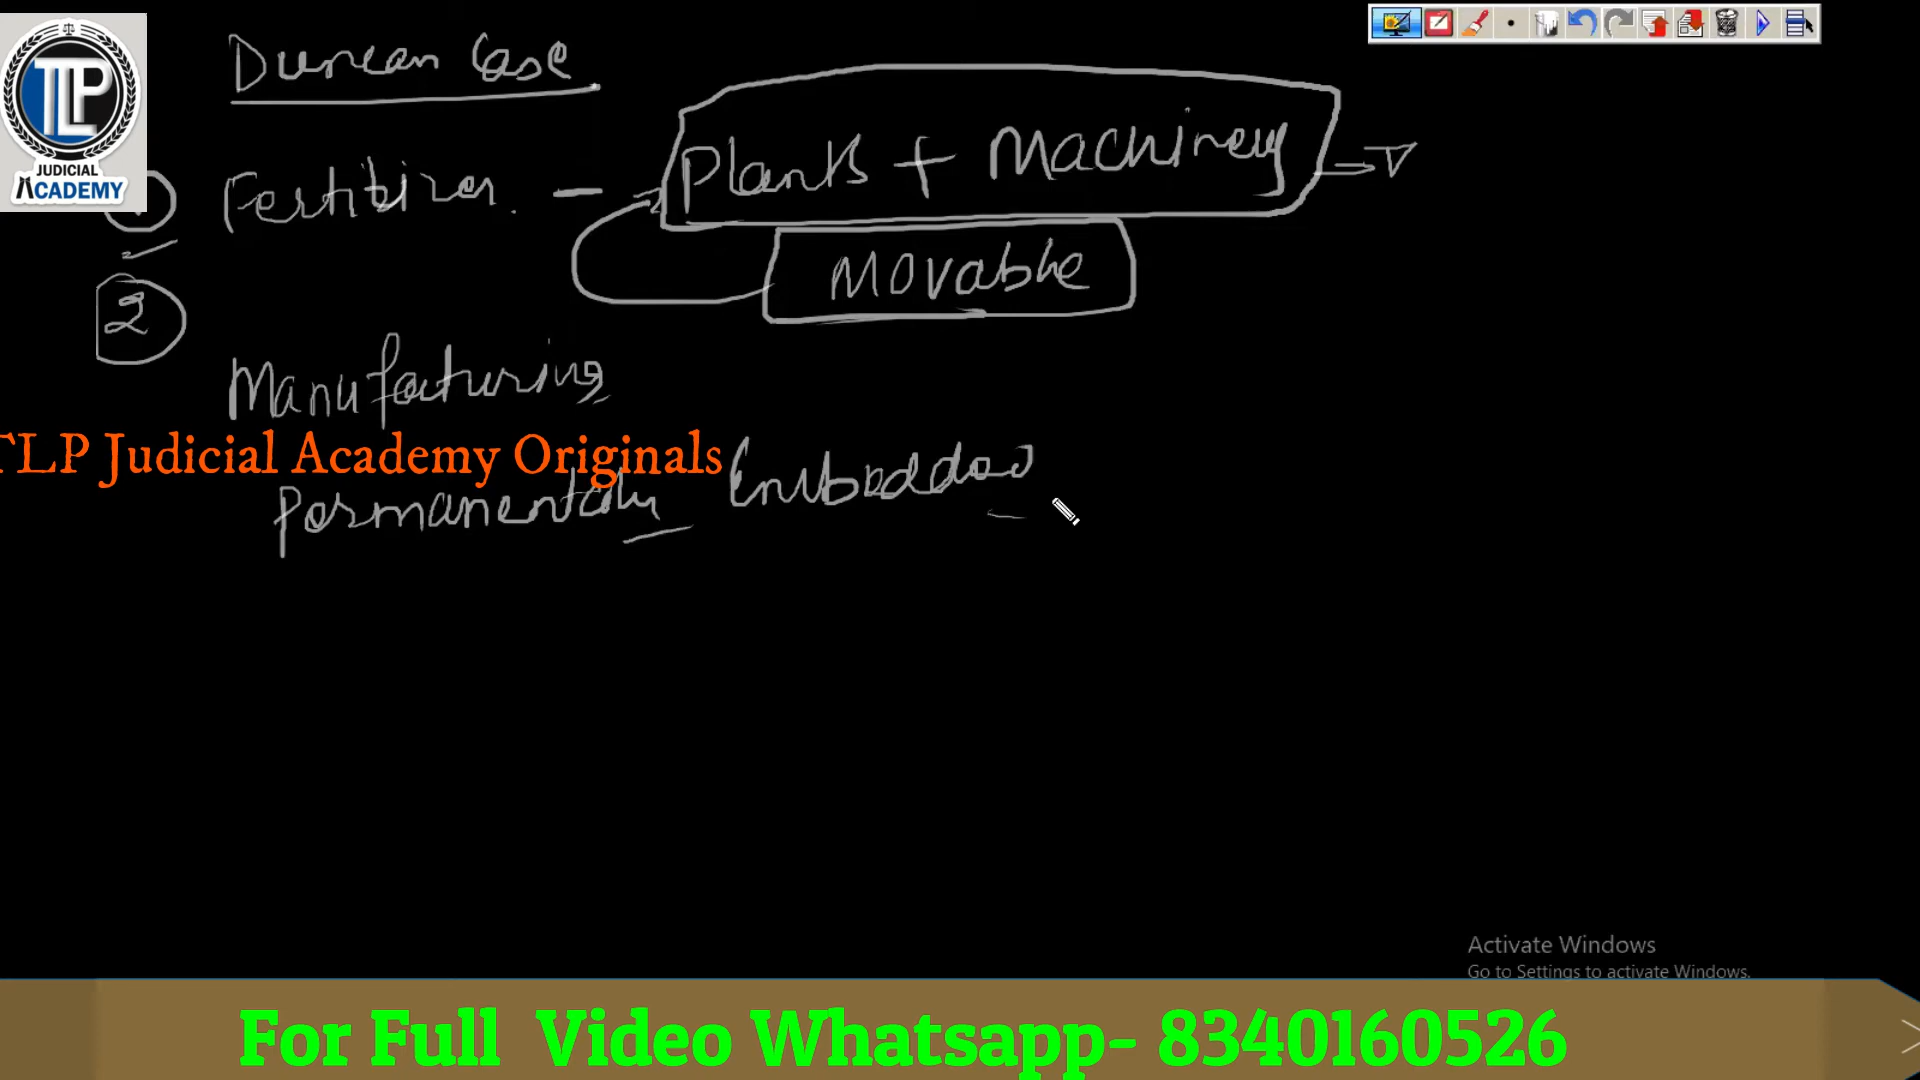 Duncan Case
TLP
JUDICIAL
ACADEMY
Fertilizer. - Plants + Machinery
Movable
2
Manufacturing
TLP Judicial Academy Originals
Permanently Embedded
Activate Windows
Go to Settings to activate Windows.
For Full Video Whatsapp- 8340160526